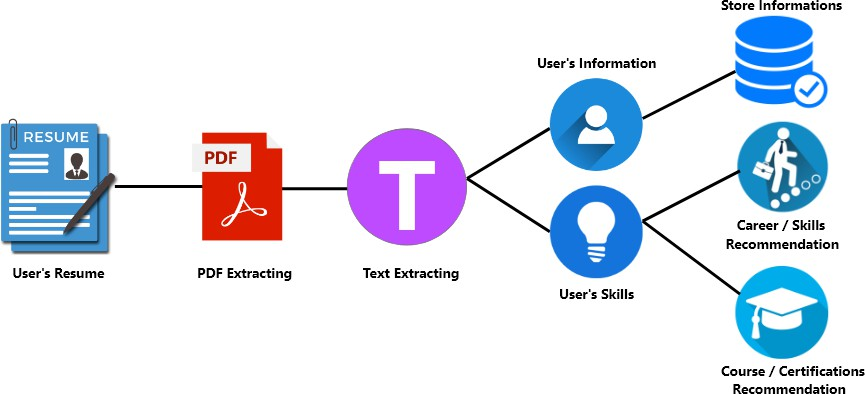 Store Informations
User's Information
RESUME
PDF
T
User's Resume
PDF Extracting
Text Extracting
User's Skills
Career / Skills
Recommendation
Course / Certifications
Recommendation